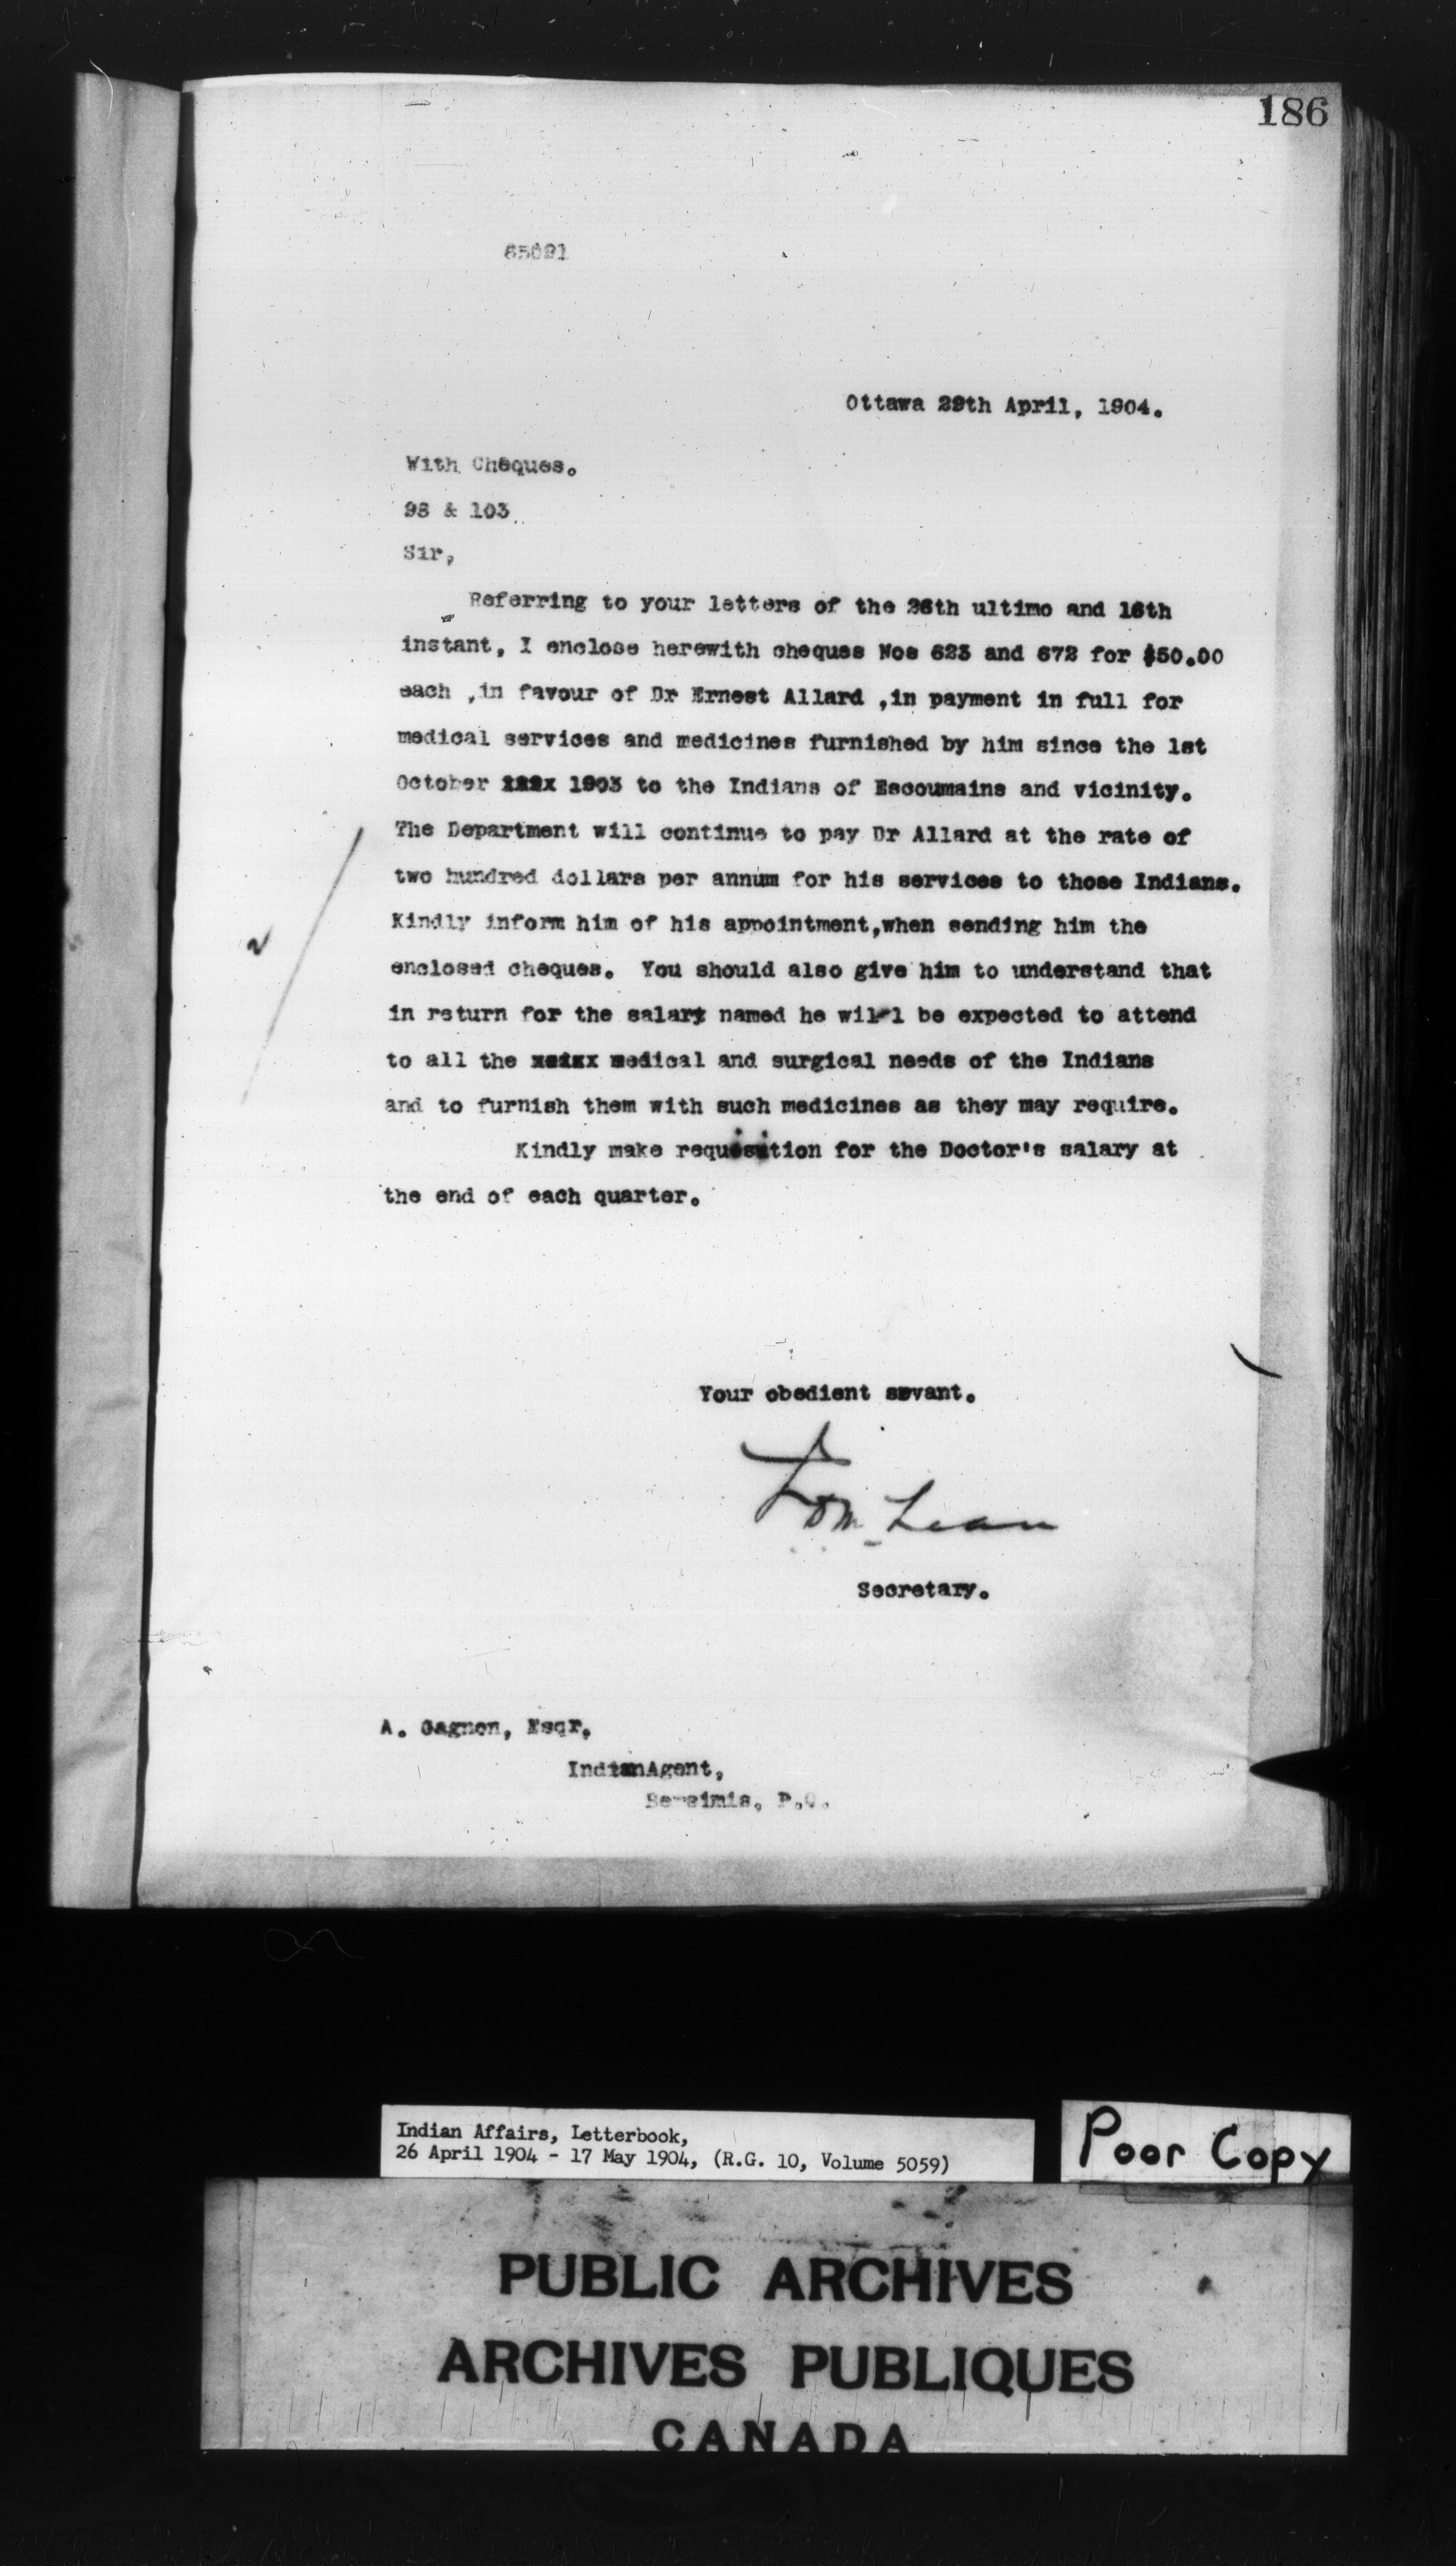 186
65091
Ottawa 29th April, 1904.
With Cheques.
98 & 103
Sir,
Referring to your letters of the 26th ultimo and 16th
instant, I enclose herewith cheques Nos 623 and 672 for $50.00
each ,in favour of Dr Ernest Allard ,in payment in full for
medical services and medicines furnished by him since the 1st
October 1903 to the Indians of Escoumains and vicinity.
The Department will continue to pay Dr Allard at the rate of
two hundred dollars per annum for his services to those Indians.
Kindly inform him of his appointment,when sending him the
enclosed cheques. You should also give him to understand that
in return for the salary named he will be expected to attend
to all the medical and surgical needs of the Indians
and to furnish them with such medicines as they may require.
Kindly make requisition for the Doctor's salary at
the end of each quarter.
Your obedient srvant.
Lean
Secretary.
A. Gagnon, Esqr,
IndianAgent,
Bersimis, P.Q.
Indian Affairs, Letterbook,
26 April 1904 - 17 May 1904, (R.G. 10, Volume 5059)
Poor Copy
PUBLIC ARCHIVES
ARCHIVES PUBLIQUES
CANADA